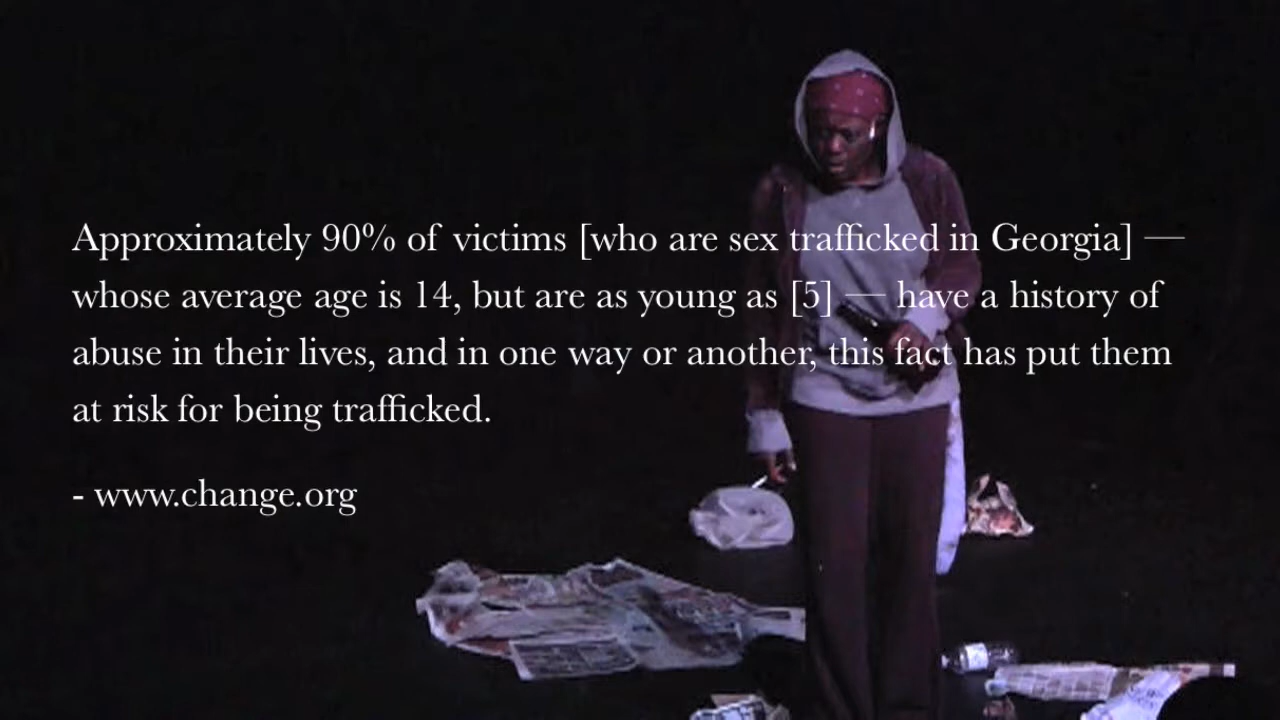 Approximately 90% of victims [who are sex trafficked in Georgia] —
whose average age is 14, but are as young as [5] — have a history of
abuse in their lives, and in one way or another, this fact has put them
at risk for being trafficked.
- www.change.org